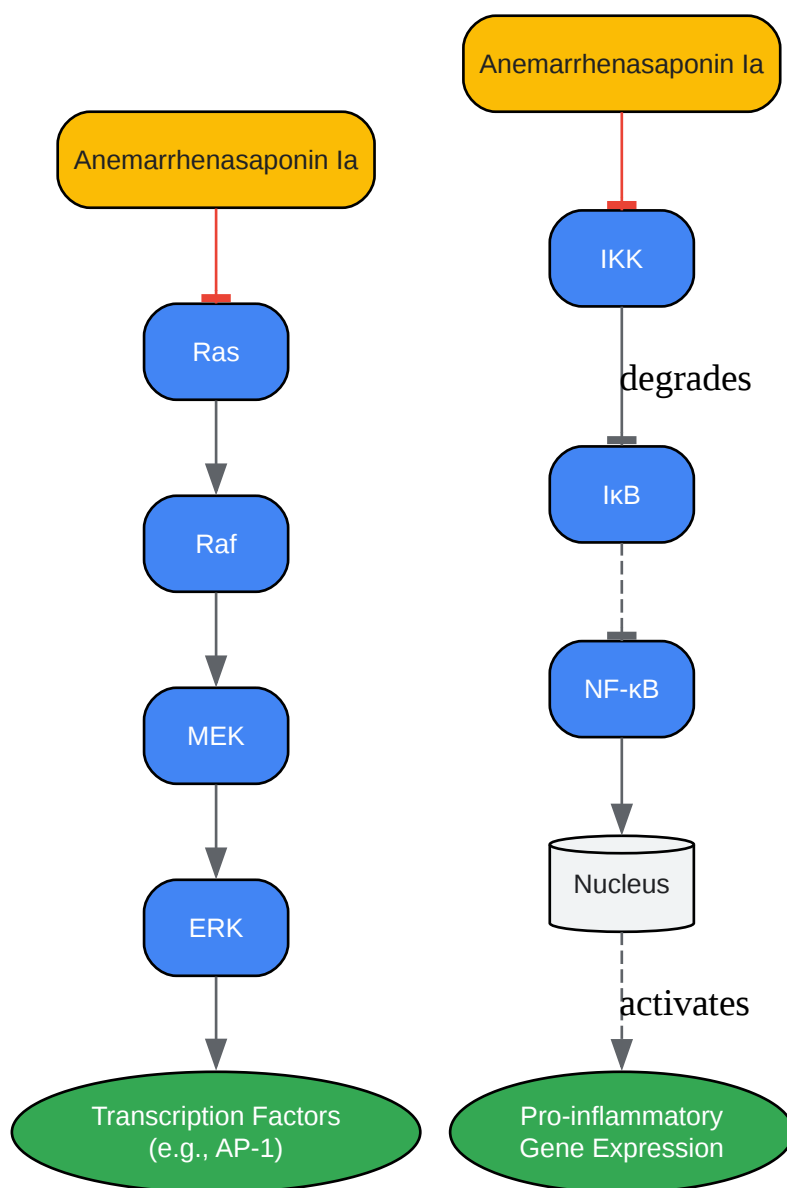 Anemarrhenasaponin Ia
Ras
Raf
MEK
ERK
Transcription Factors
(e.g., AP-1)
Anemarrhenasaponin Ia
IKK
degrades
IκB
NF-κB
Nucleus
activates
Pro-inflammatory
Gene Expression